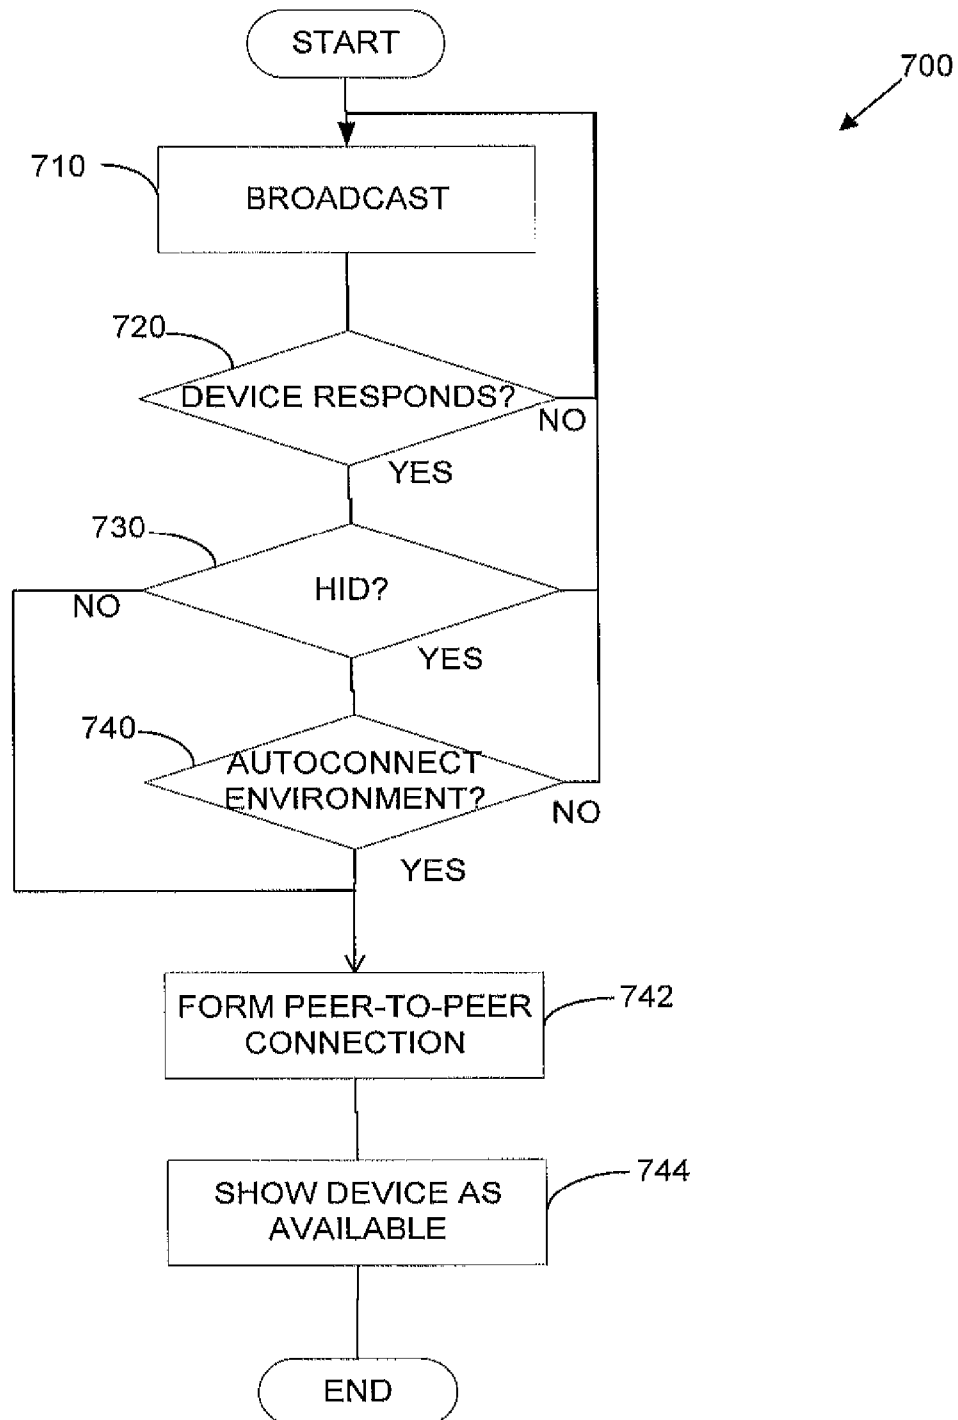 START
700
710
BROADCAST
720
DEVICE RESPONDS?
NO
YES
730
HID?
NO
YES
740
AUTOCONNECT
ENVIRONMENT?
NO
YES
FORM PEER-TO-PEER
CONNECTION
742
SHOW DEVICE AS
AVAILABLE
744
END